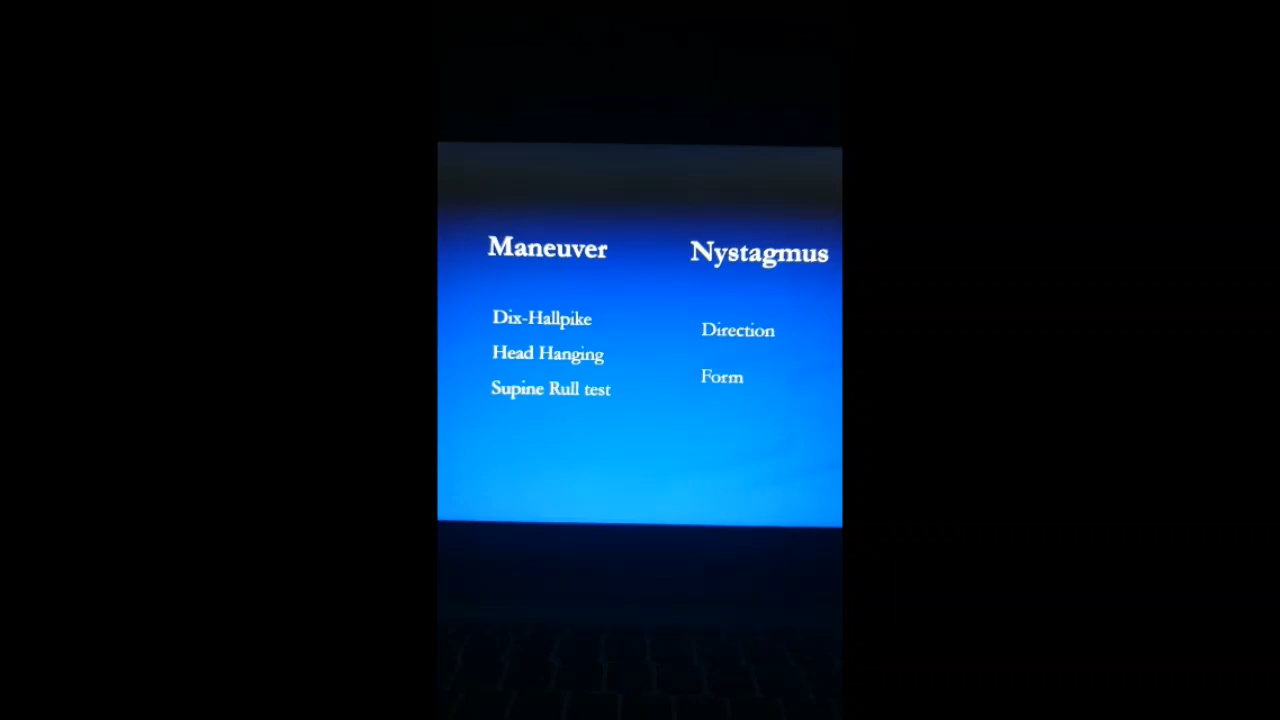 Maneuver
Nystagmus
Dix-Hallpike
Head Hanging
Supine Rull test
Direction
Form